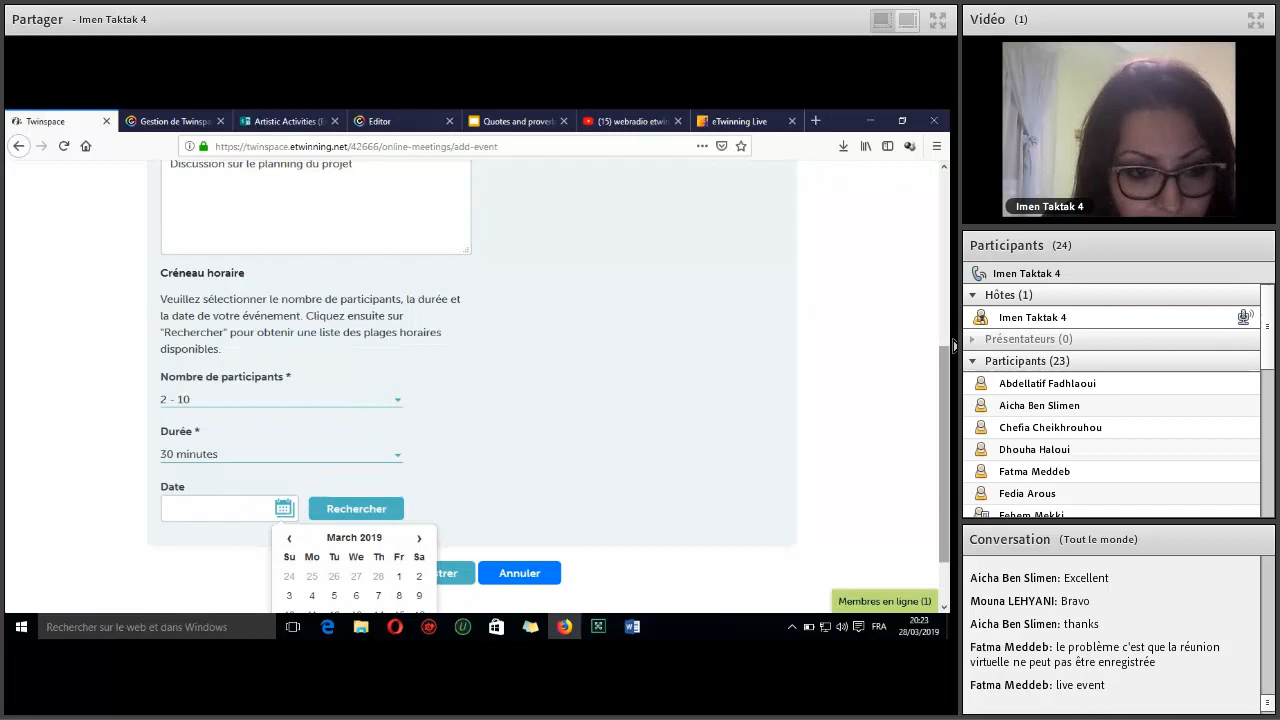 Partager - Imen Taktak 4
Twinspace
Gestion de Twinspa
Artistic Activities (E
Editor
Quotes and proverb
(15) webradio etwin
eTwinning Live
https://twinspace.etwinning.net/42666/online-meetings/add-event
Discussion sur le planning du projet
Créneau horaire
Veuillez sélectionner le nombre de participants, la durée et
la date de votre événement. Cliquez ensuite sur
"Rechercher" pour obtenir une liste des plages horaires
disponibles.
Nombre de participants *
2 - 10
Durée *
30 minutes
Date
Rechercher
March 2019
Su Mo Tu We Th Fr Sa
24 25 26 27 28 1 2
3 4 5 6 7 8 9
trer
Annuler
Membres en ligne (1)
Rechercher sur le web et dans Windows
FRA
20:23
28/03/2019
Vidéo (1)
Imen Taktak 4
Participants (24)
Imen Taktak 4
Hôtes (1)
Imen Taktak 4
Présentateurs (0)
Participants (23)
Abdellatif Fadhlaoui
Aicha Ben Slimen
Chefia Cheikhrouhou
Dhouha Haloui
Fatma Meddeb
Fedia Arous
Fehem Mekki
Conversation (Tout le monde)
Aicha Ben Slimen: Excellent
Mouna LEHYANI: Bravo
Aicha Ben Slimen: thanks
Fatma Meddeb: le problème c'est que la réunion
virtuelle ne peut pas être enregistrée
Fatma Meddeb: live event